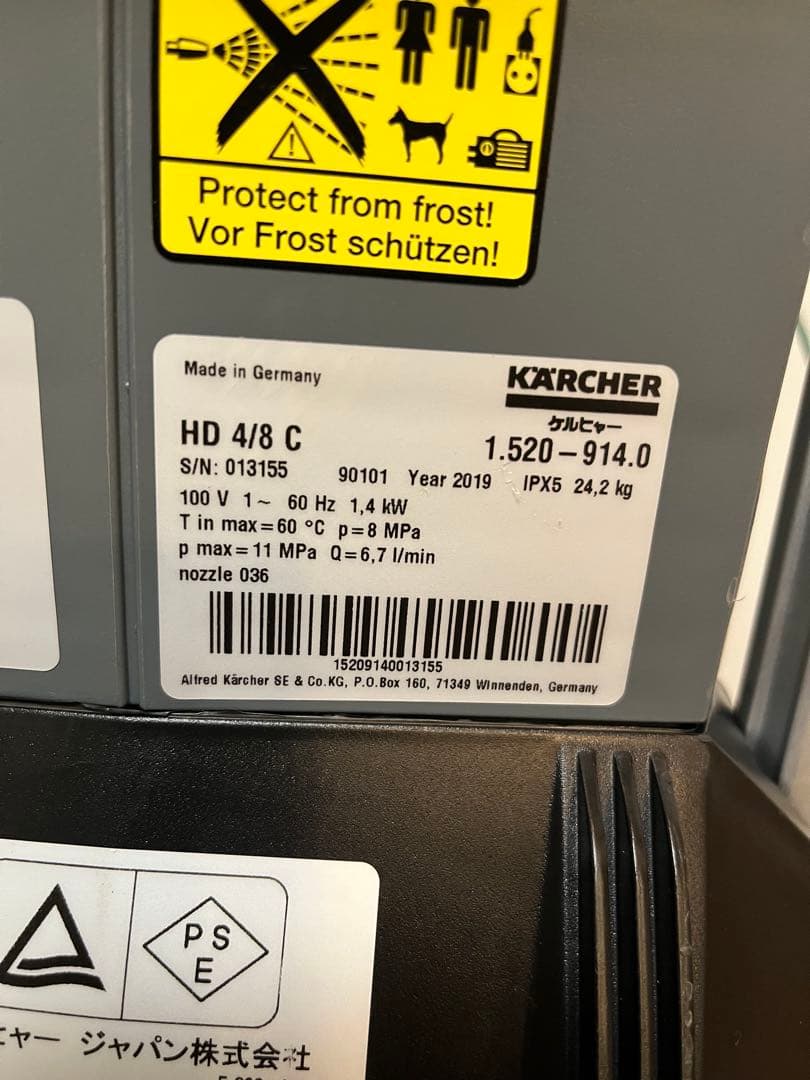 Protect from frost!
Vor Frost schützen!
Made in Germany
KÄRCHER
ケルヒャー
HD 4/8 C
1.520-914.0
S/N: 013155 90101 Year 2019 IPX5 24,2 kg
100 V 1~ 60 Hz 1,4 kW
T in max=60 °C p=8 MPa
p max=11 MPa Q=6,7 l/min
nozzle 036
15209140013155
Alfred Kärcher SE & Co.KG, P.O.Box 160, 71349 Winnenden, Germany
PS
E
ヒャー ジャパン株式会社